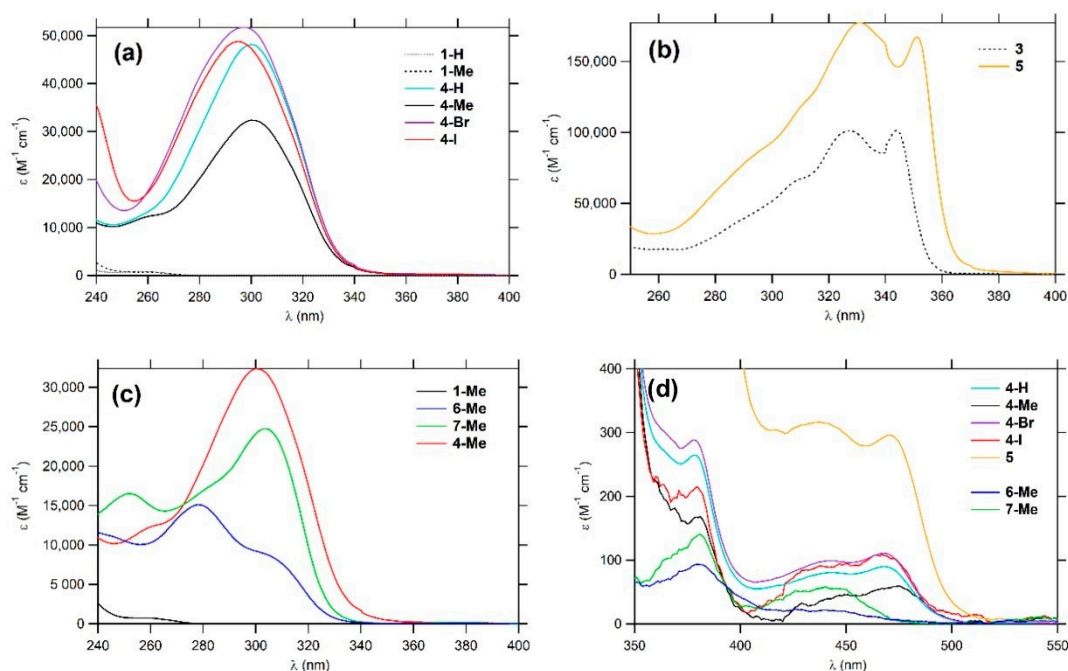 (a)
1-H
1-Me
4-H
4-Me
4-Br
4-I
50,000
40,000
30,000
20,000
10,000
0
ε (M⁻¹ cm⁻¹)
240 260 280 300 320 340 360 380 400
λ (nm)
(b)
3
5
150,000
100,000
50,000
0
ε (M⁻¹ cm⁻¹)
260 280 300 320 340 360 380 400
λ (nm)
(c)
1-Me
6-Me
7-Me
4-Me
30,000
25,000
20,000
15,000
10,000
5 000
0
ε (M⁻¹ cm⁻¹)
240 260 280 300 320 340 360 380 400
λ (nm)
(d)
4-H
4-Me
4-Br
4-I
5
6-Me
7-Me
400
300
200
100
0
ε (M⁻¹ cm⁻¹)
350 400 450 500 550
λ (nm)